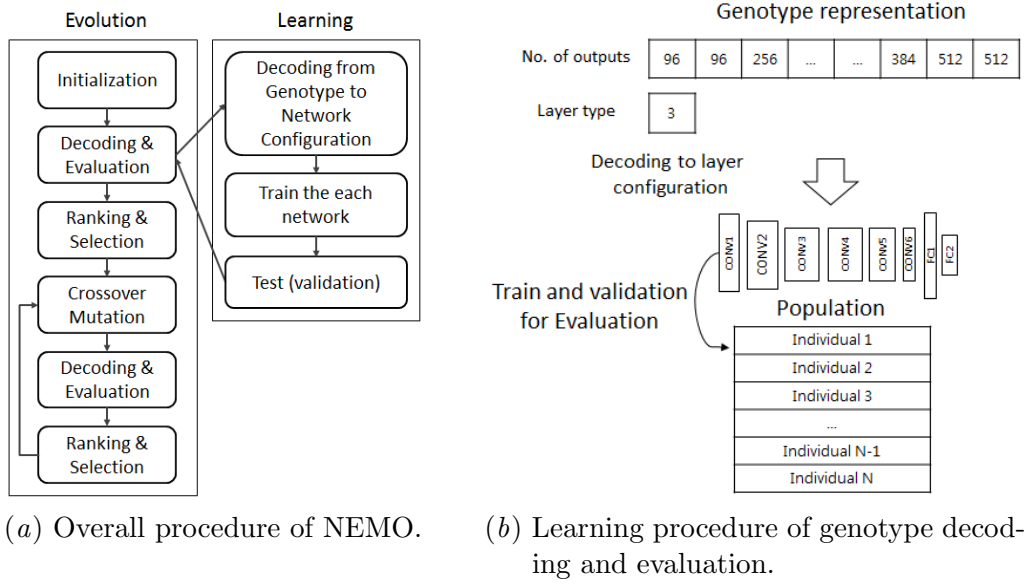 Evolution
Initialization
Decoding &
Evaluation
Ranking &
Selection
Crossover
Mutation
Decoding &
Evaluation
Ranking &
Selection
Learning
Decoding from
Genotype to
Network
Configuration
Train the each
network
Test (validation)
(a) Overall procedure of NEMO.
Genotype representation
No. of outputs 96 96 256 ... ... 384 512 512
Layer type 3
Decoding to layer
configuration
CONV1 CONV2 CONV3 CONV4 CONV5 CONV6 FC1 FC2
Train and validation
for Evaluation
Population
Individual 1
Individual 2
Individual 3
...
Individual N-1
Individual N
(b) Learning procedure of genotype decod-
ing and evaluation.